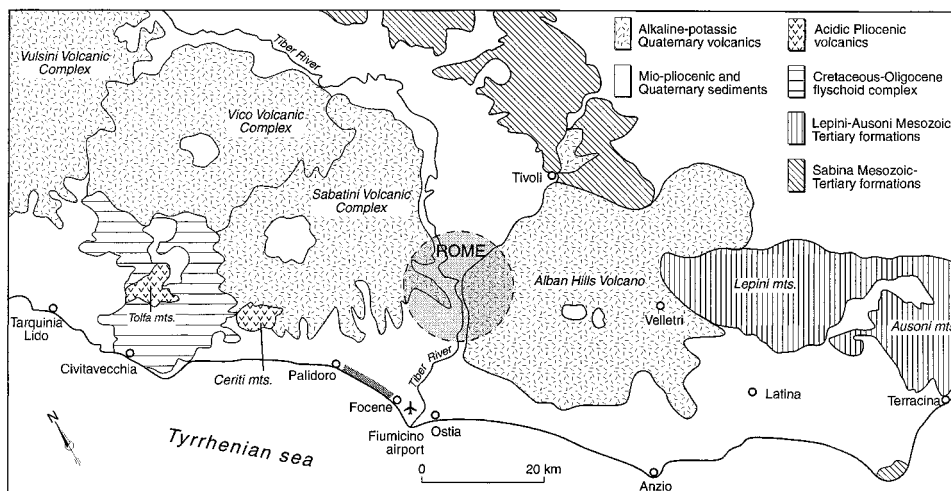 Vulsini Volcanic
Complex
Tiber River
Vico Volcanic
Complex
Sabatini Volcanic
Complex
Alkaline-potassic
Quaternary volcanics
Mio-pliocenic and
Quaternary sediments
Acidic Pliocenic
volcanics
Cretaceous-Oligocene
flyschoid complex
Lepini-Ausoni Mesozoic
Tertiary formations
Sabina Mesozoic-
Tertiary formations
Tivoli
ROME
Alban Hills Volcano
Lepini mts.
Ausoni mts.
Velletri
Tolfa mts.
Tarquinia
Lido
Civitavecchia
Ceriti mts.
Palidoro
Tiber River
Focene
Fiumicino
airport
Ostia
Latina
Terracina
Anzio
N
Tyrrhenian sea
0 20 km